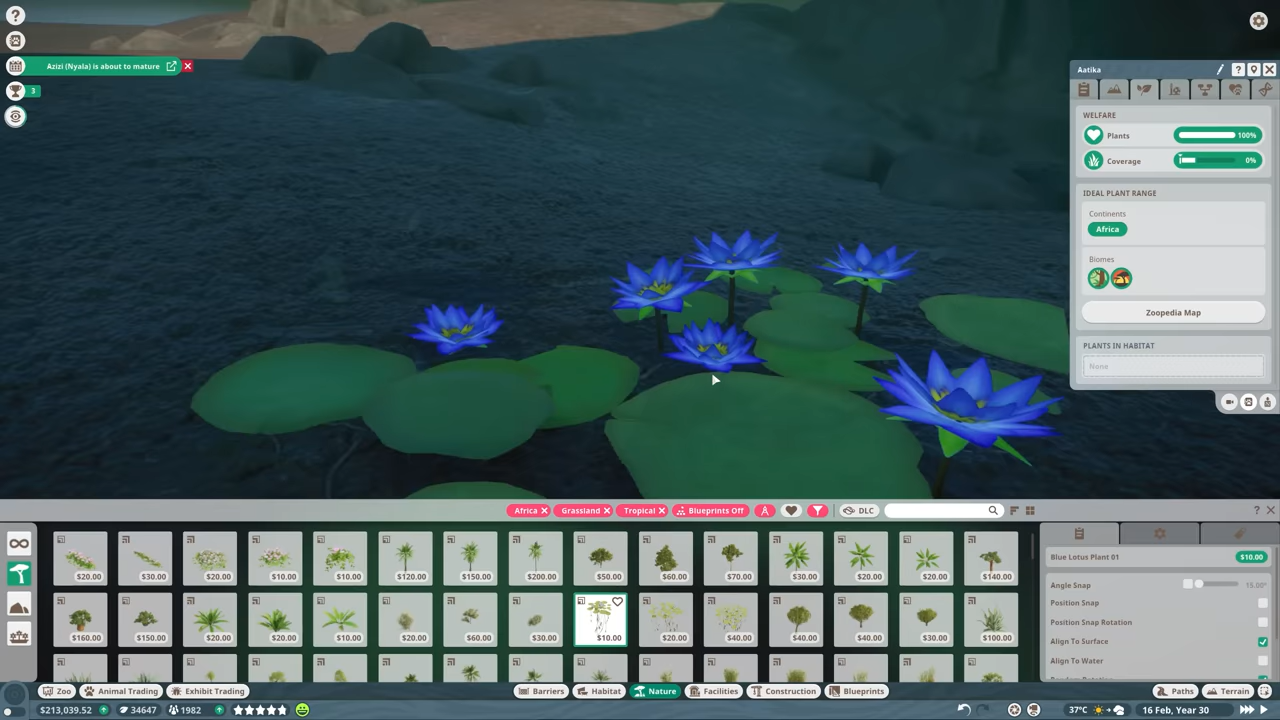 Azizi (Nyala) is about to mature
3
Aatika
?
WELFARE
Plants 100%
Coverage 0%
IDEAL PLANT RANGE
Continents
Africa
Biomes
Zoopedia Map
PLANTS IN HABITAT
None
Africa Grassland Tropical Blueprints Off DLC
$20.00 $30.00 $20.00 $10.00 $10.00 $120.00 $150.00 $200.00 $50.00 $60.00 $70.00 $30.00 $20.00 $20.00 $140.00
$160.00 $150.00 $20.00 $20.00 $10.00 $20.00 $60.00 $30.00 $10.00 $20.00 $40.00 $40.00 $40.00 $30.00 $100.00
Blue Lotus Plant 01 $10.00
Angle Snap 15.00°
Position Snap
Position Snap Rotation
Align To Surface
Align To Water
Zoo Animal Trading Exhibit Trading Barriers Habitat Nature Facilities Construction Blueprints Paths Terrain
$213,039.52 34647 1982 37°C 16 Feb, Year 30